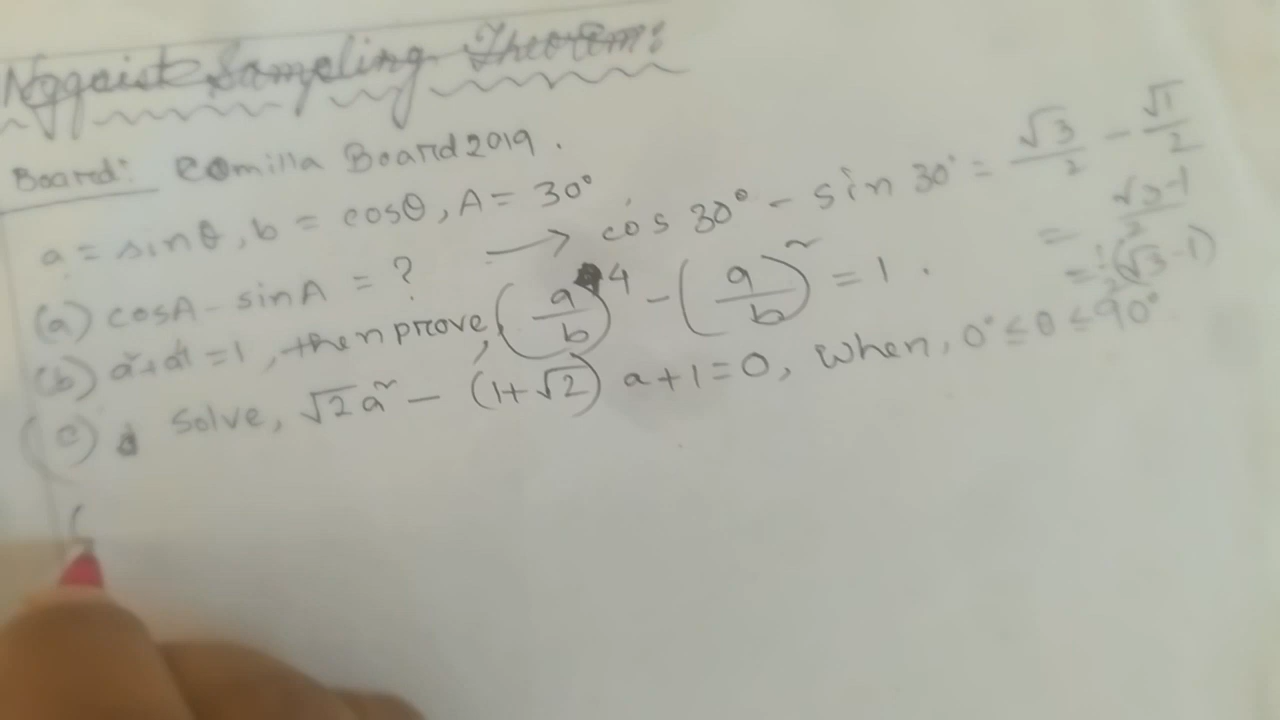 Nyquist Sampling Theorem:
Board: Comilla Board 2019.
a = sinθ, b = cosθ, A = 30°
(a) cosA - sinA = ? → cos 30° - sin 30° = √3/2 - √1/2
= √3-1/2
= 1/2(√3-1)
(b) a² + a⁴ = 1, then prove, (a/b)⁴ - (a/b)² = 1.
(c) Solve, √2a² - (1+√2) a + 1 = 0, when, 0° ≤ θ ≤ 90°
(